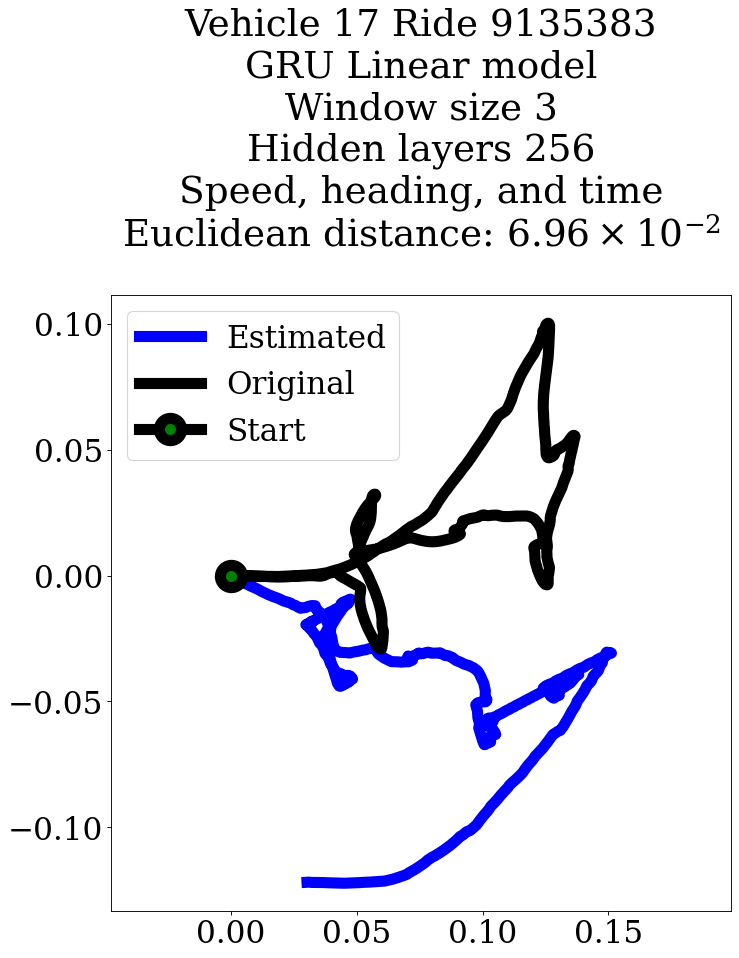 Vehicle 17 Ride 9135383
GRU Linear model
Window size 3
Hidden layers 256
Speed, heading, and time
Euclidean distance: 6.96 × 10⁻²
Estimated
Original
Start
0.10
0.05
0.00
−0.05
−0.10
0.00 0.05 0.10 0.15